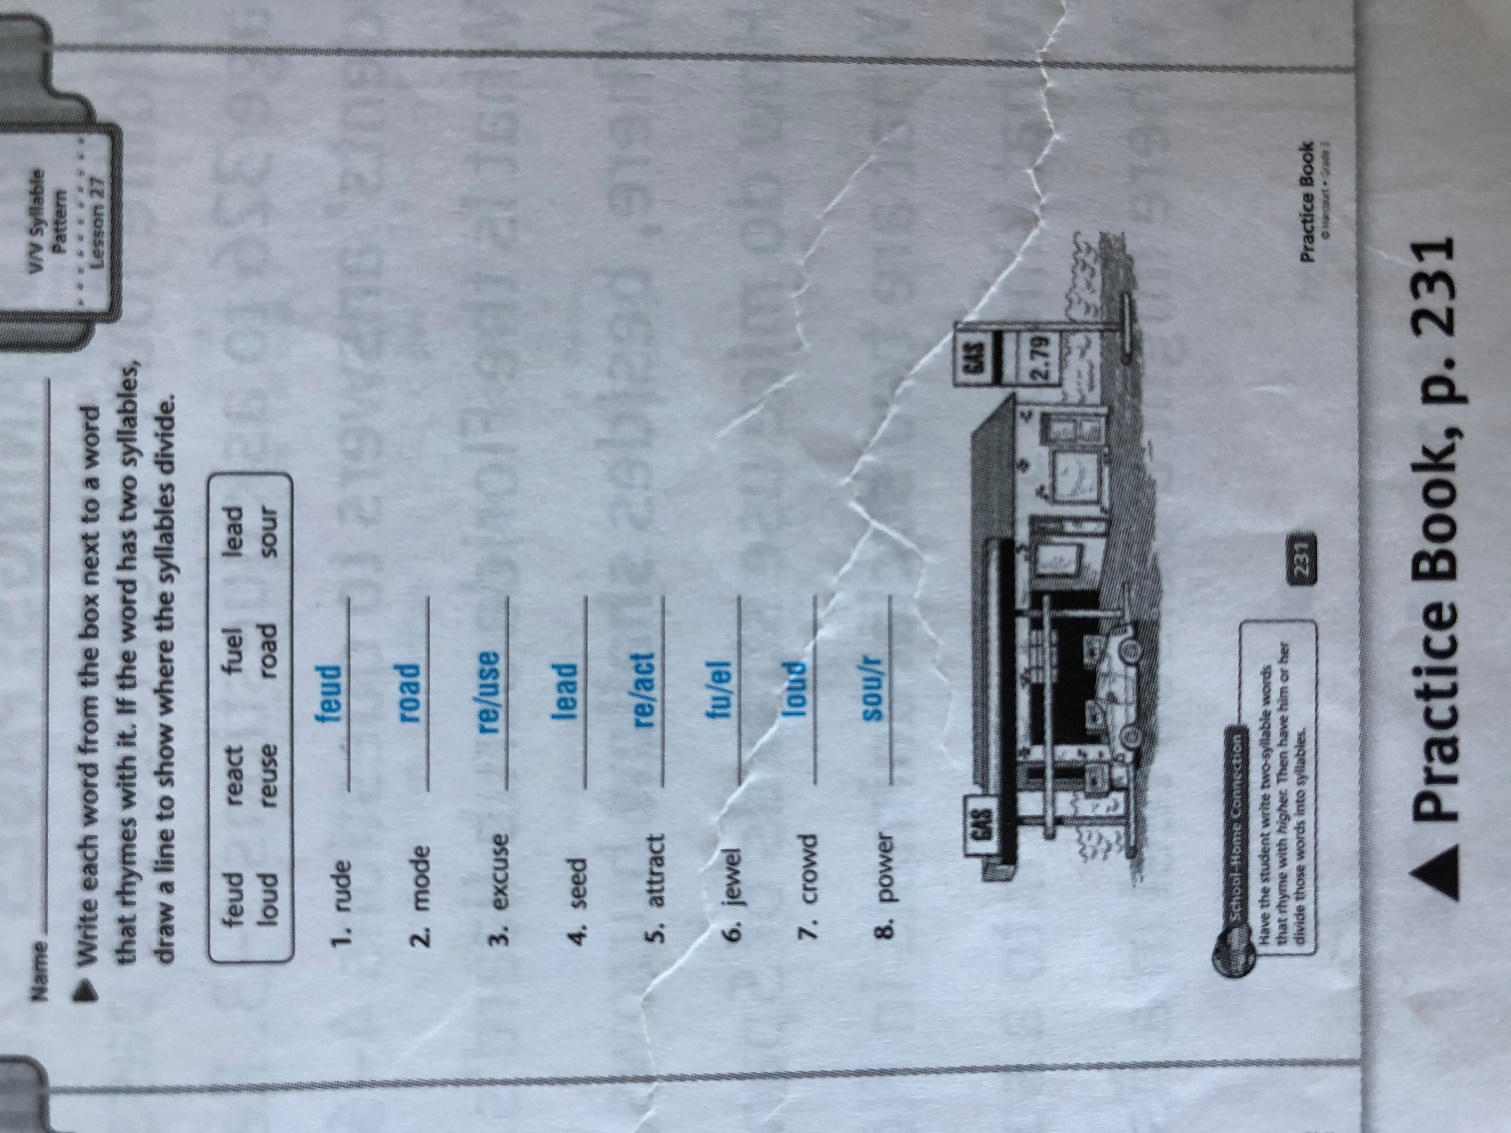 V/V Syllable
Pattern
Lesson 27
Name
Write each word from the box next to a word
that rhymes with it. If the word has two syllables,
draw a line to show where the syllables divide.
feud react fuel lead
loud reuse road sour
1. rude feud
2. mode road
3. excuse re/use
4. seed lead
5. attract re/act
6. jewel fu/el
7. crowd loud
8. power sou/r
GAS
GAS
2.79
School–Home Connection
Have the student write two-syllable words
that rhyme with higher. Then have him or her
divide those words into syllables.
231
Practice Book
© Harcourt • Grade
▲ Practice Book, p. 231